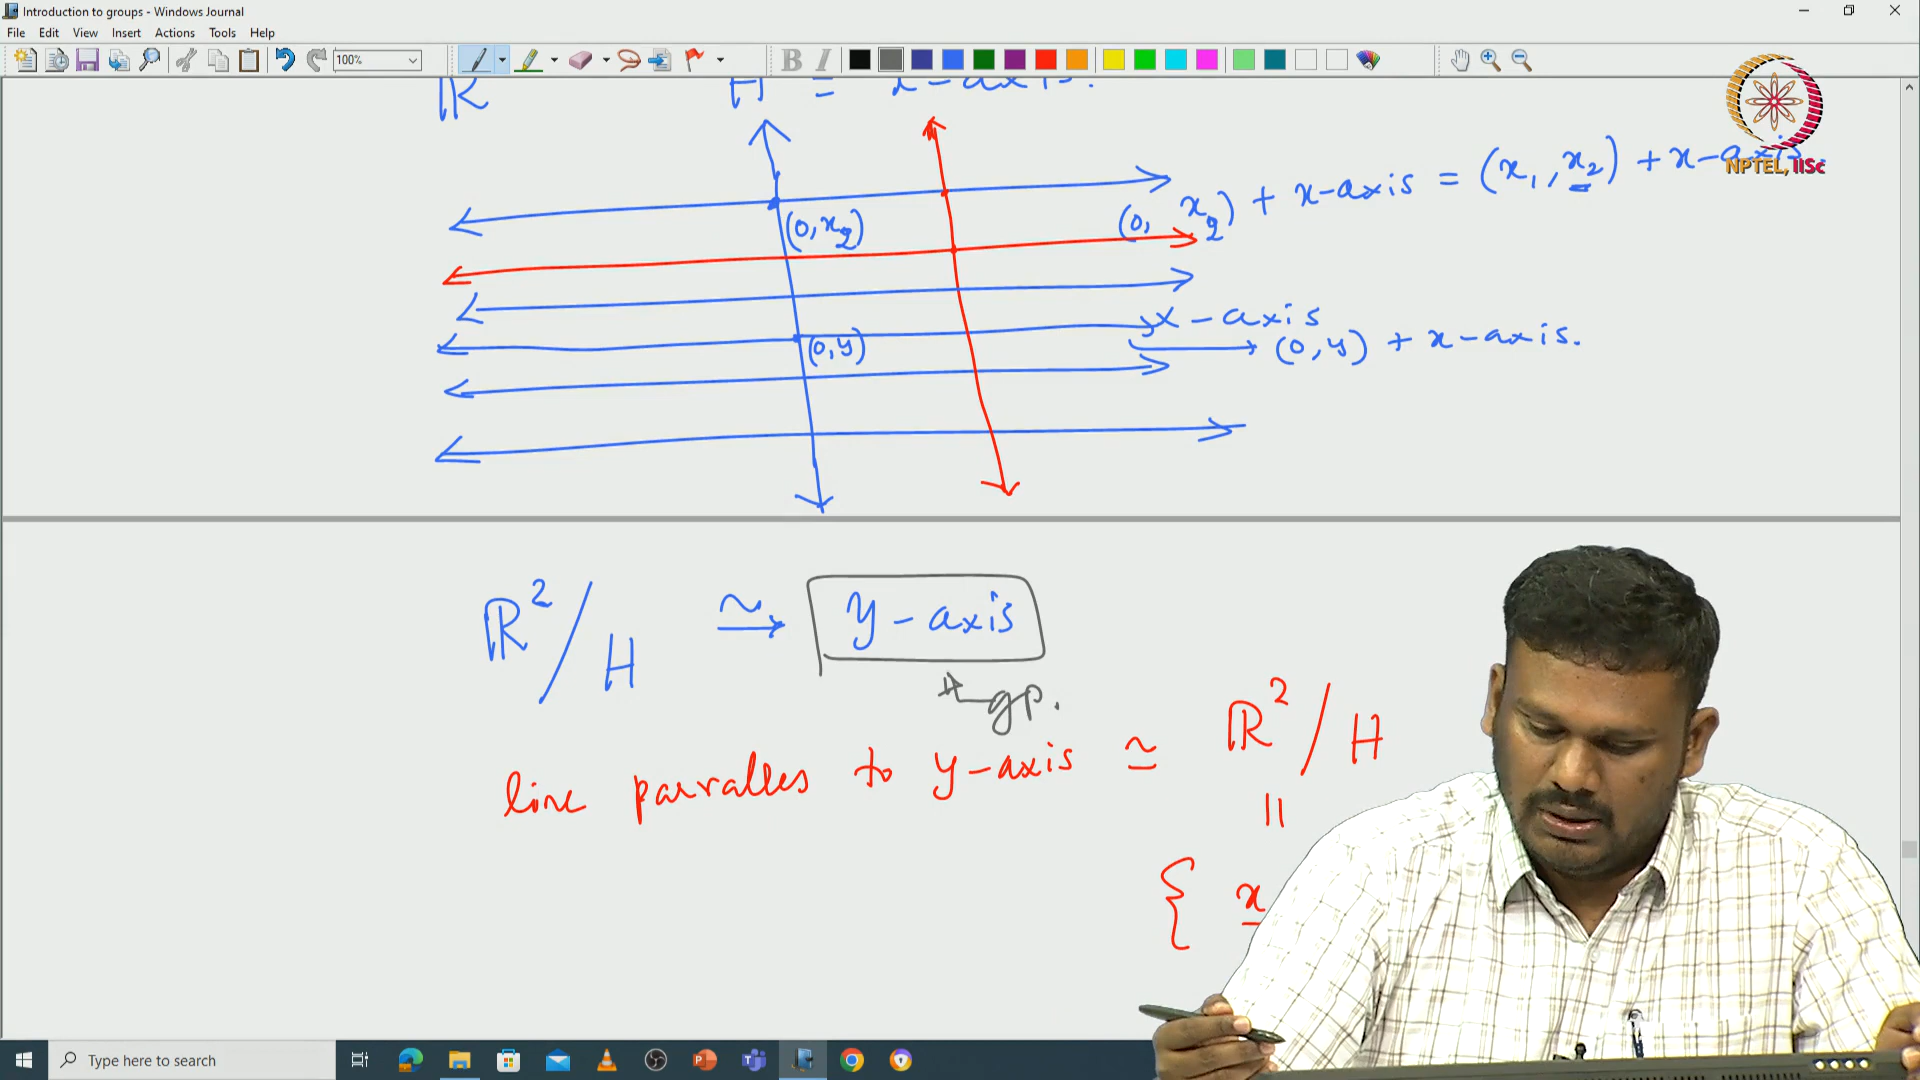 Introduction to groups - Windows Journal
File Edit View Insert Actions Tools Help
100%
B I
NPTEL, IISc
ℝ H = x-axis.
(0, x₂) + x-axis = (x₁, x₂) + x-axis.
(0, x₂)
x-axis
(0, y)
(0, y) + x-axis.
ℝ²/H ≃→ y-axis
gp.
line parralles to y-axis ≃ ℝ²/H
||
{ x
Type here to search